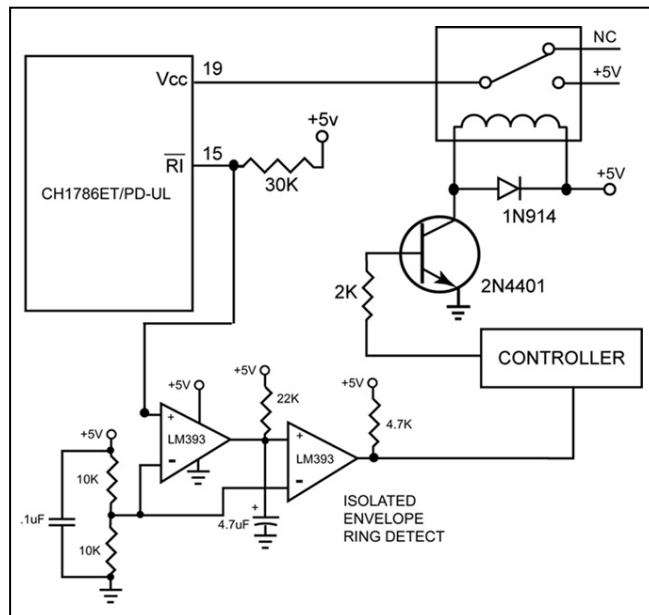 NC
19
Vcc
+5V
+5v
15
RI
30K
CH1786ET/PD-UL
+5V
1N914
2N4401
2K
CONTROLLER
+5V
+5V
+5V
22K
+5V
4.7K
+
LM393
-
+
LM393
-
10K
.1uF
+
4.7uF
10K
ISOLATED
ENVELOPE
RING DETECT